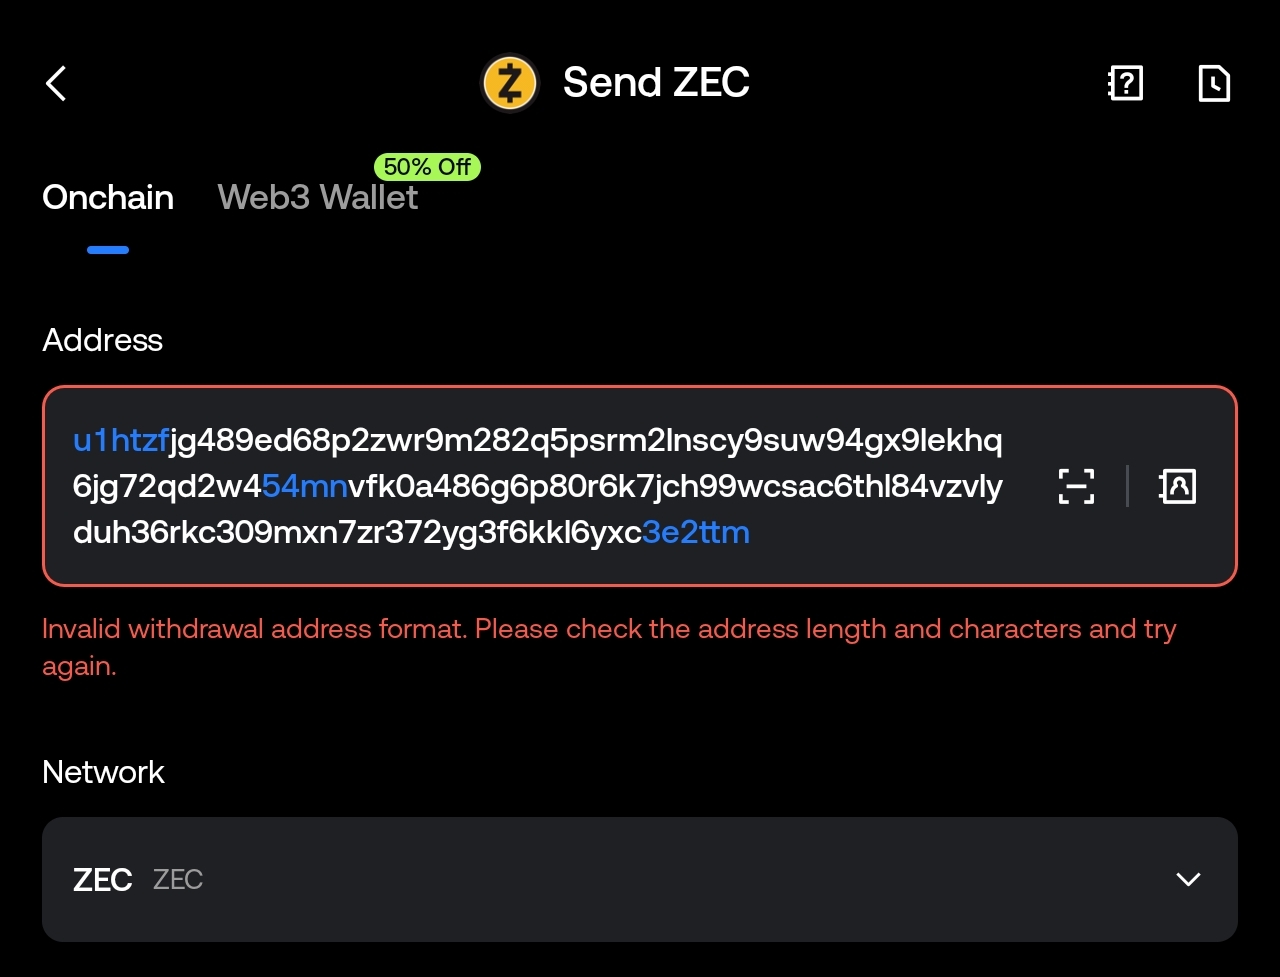 Send ZEC
50% Off
Onchain Web3 Wallet
Address
u1htzfjg489ed68p2zwr9m282q5psrm2lnscy9suw94gx9lekhq
6jg72qd2w454mnvfk0a486g6p80r6k7jch99wcsac6thl84vzvly
duh36rkc309mxn7zr372yg3f6kkl6yxc3e2ttm
Invalid withdrawal address format. Please check the address length and characters and try
again.
Network
ZEC ZEC